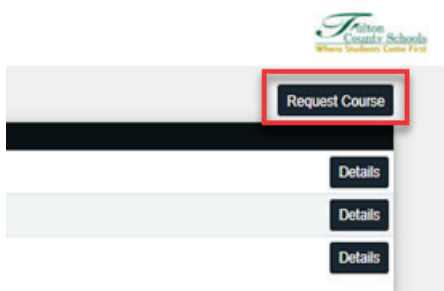 Fulton
County Schools
Where Students Come First
Request Course
Details
Details
Details